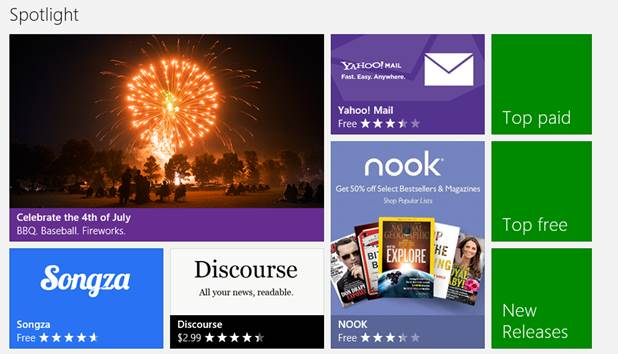 Spotlight
Celebrate the 4th of July
BBQ. Baseball. Fireworks.
YAHOO! MAIL
Fast. Easy. Anywhere.
Yahoo! Mail
Free
Top paid
nook
Get 50% off Select Bestsellers & Magazines
Shop Popular Lists
NATIONAL
GEOGRAPHIC
EXPLORE
NOOK
Free
Top free
Songza
Songza
Free
Discourse
All your news, readable.
Discourse
$2.99
New
Releases